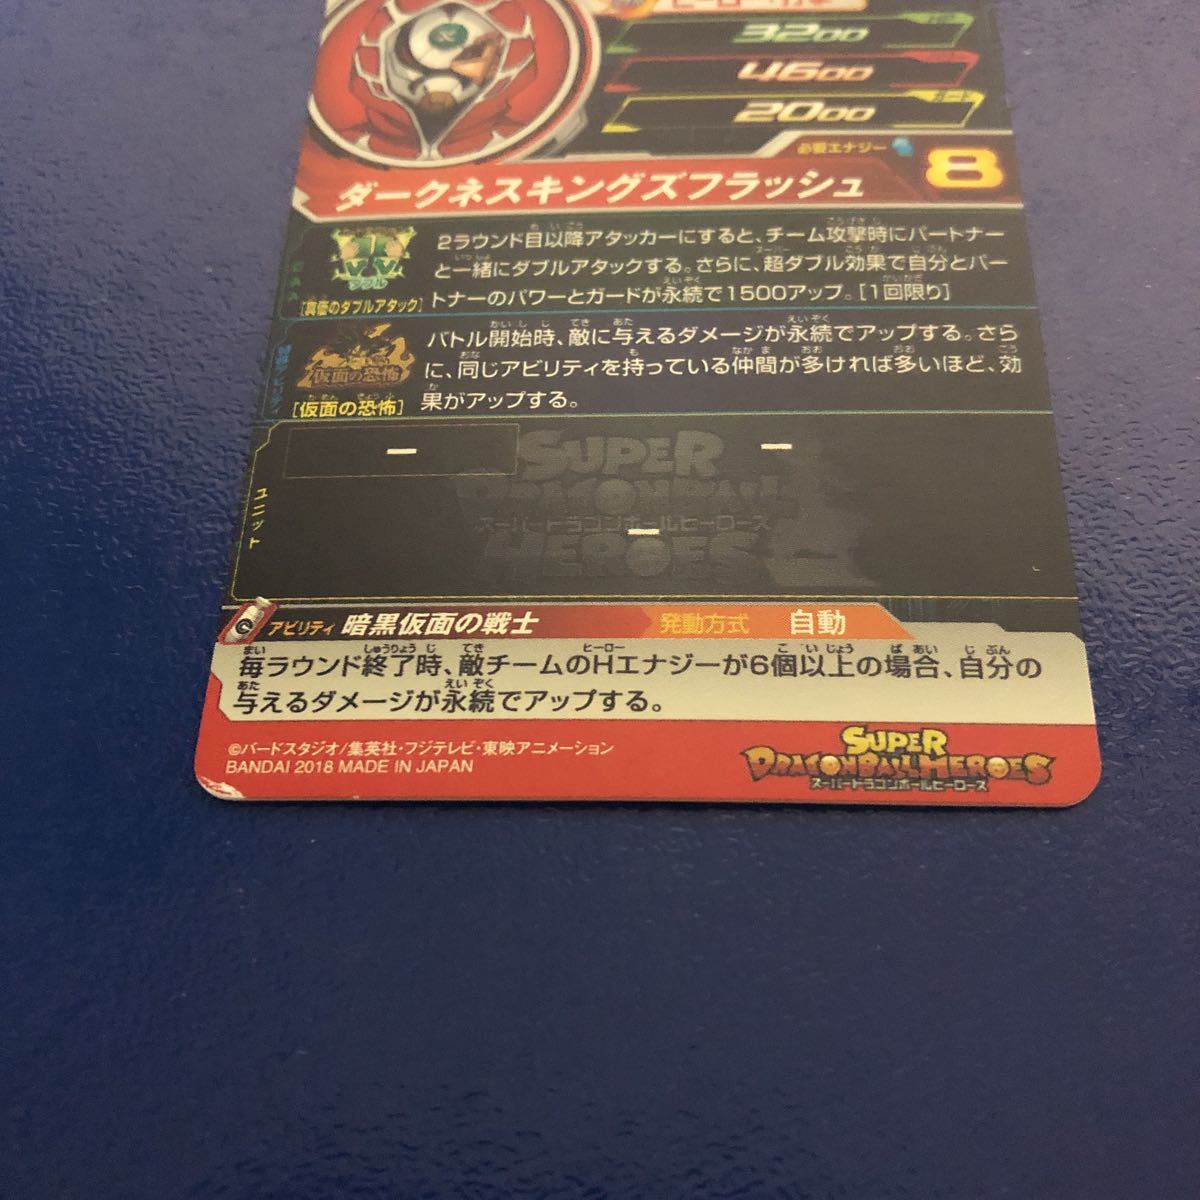 3200
4600
ガード
2000
必要エナジー 8
ダークネスキングズフラッシュ
2ラウンド目以降アタッカーにすると、チーム攻撃時にパートナー
と一緒にダブルアタックする。さらに、超ダブル効果で自分とパー
トナーのパワーとガードが永続で1500アップ。[1回限り]
バトル開始時、敵に与えるダメージが永続でアップする。さら
に、同じアビリティを持っている仲間が多ければ多いほど、効
仮面の恐怖
[仮面の恐怖]
果がアップする。
ー
ー
SUPER
DRAGONBALL
スーパードラゴンボールヒーローズ
ー
HEROES
ユニット
アビリティ 暗黒仮面の戦士 発動方式 自動
毎ラウンド終了時、敵チームのHエナジーが6個以上の場合、自分の
与えるダメージが永続でアップする。
©バードスタジオ/集英社・フジテレビ・東映アニメーション
BANDAI 2018 MADE IN JAPAN
SUPER
DRAGONBALL HEROES
スーパードラゴンボールヒーローズ